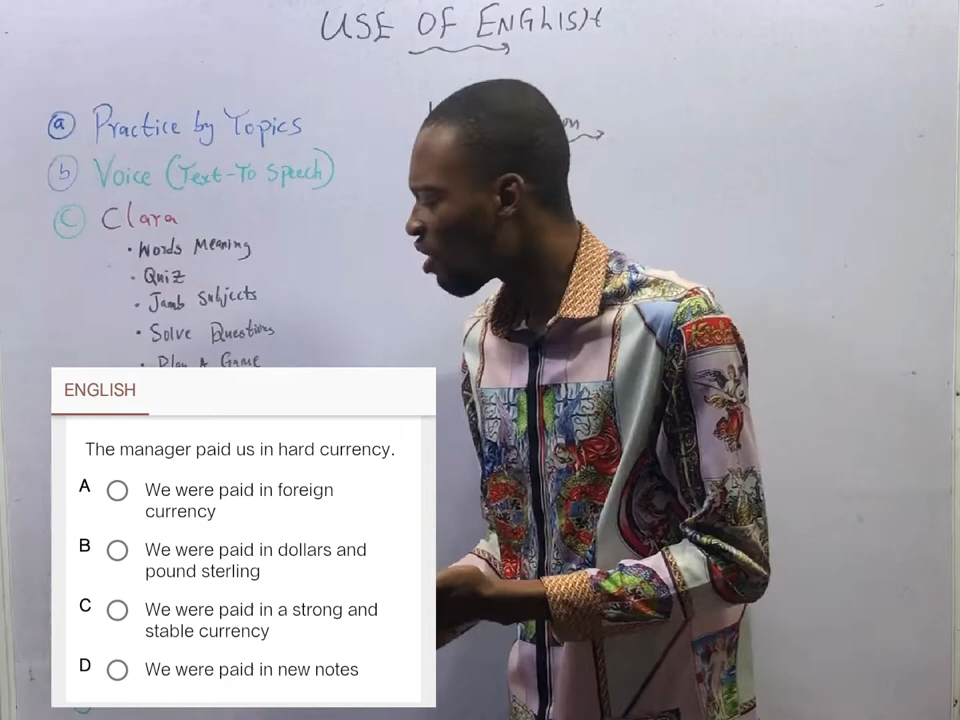 USE OF ENGLISH
ⓐ Practice by Topics
ⓑ Voice (Text-To Speech)
ⓒ Clara
• Words Meaning
• Quiz
• Jamb Subjects
• Solve Questions
• Play A Game
ENGLISH
The manager paid us in hard currency.
A We were paid in foreign
currency
B We were paid in dollars and
pound sterling
C We were paid in a strong and
stable currency
D We were paid in new notes